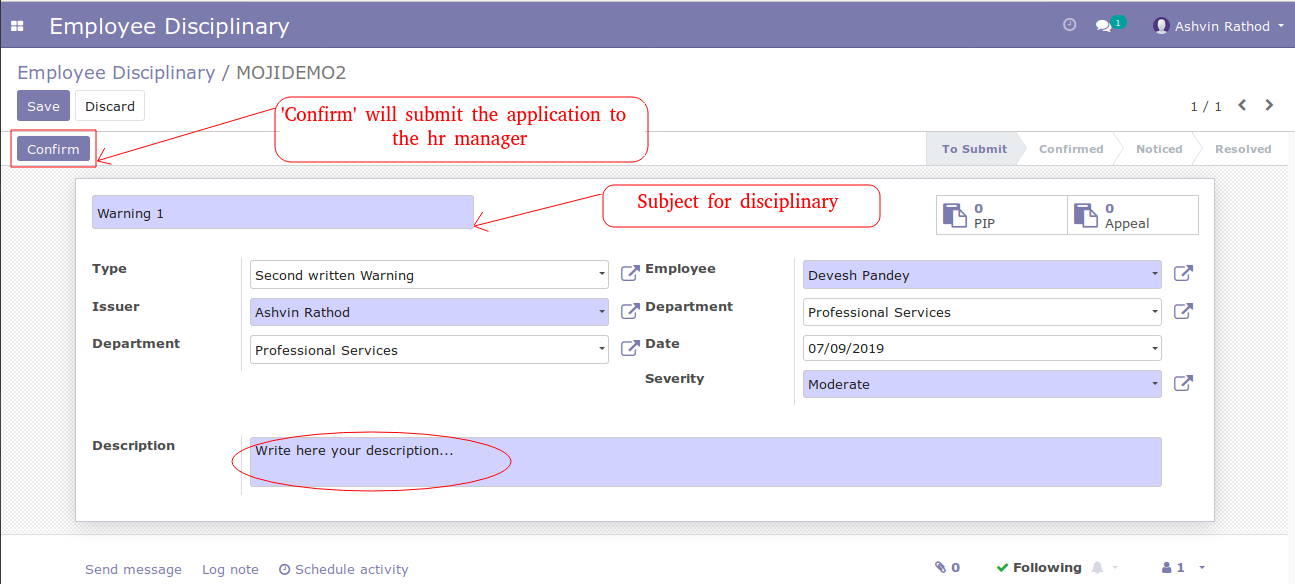 Employee Disciplinary
1
Ashvin Rathod
Employee Disciplinary / MOJIDEMO2
Save
Discard
1 / 1
'Confirm' will submit the application to
the hr manager
Confirm
To Submit
Confirmed
Noticed
Resolved
Warning 1
Subject for disciplinary
0
PIP
0
Appeal
Type
Second written Warning
Employee
Devesh Pandey
Issuer
Ashvin Rathod
Department
Professional Services
Department
Professional Services
Date
07/09/2019
Severity
Moderate
Description
Write here your description...
Send message
Log note
Schedule activity
0
Following
1